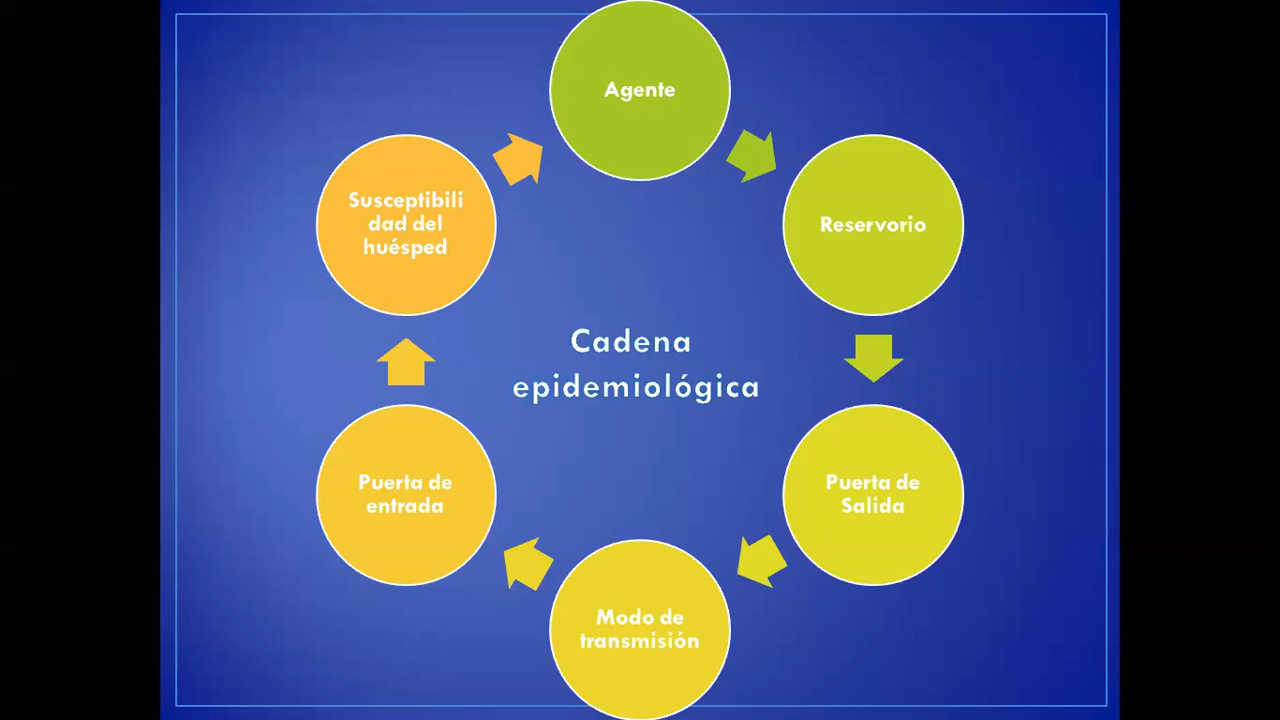 Agente
Reservorio
Puerta de
Salida
Modo de
transmisión
Puerta de
entrada
Susceptibili
dad del
huésped
Cadena
epidemiológica